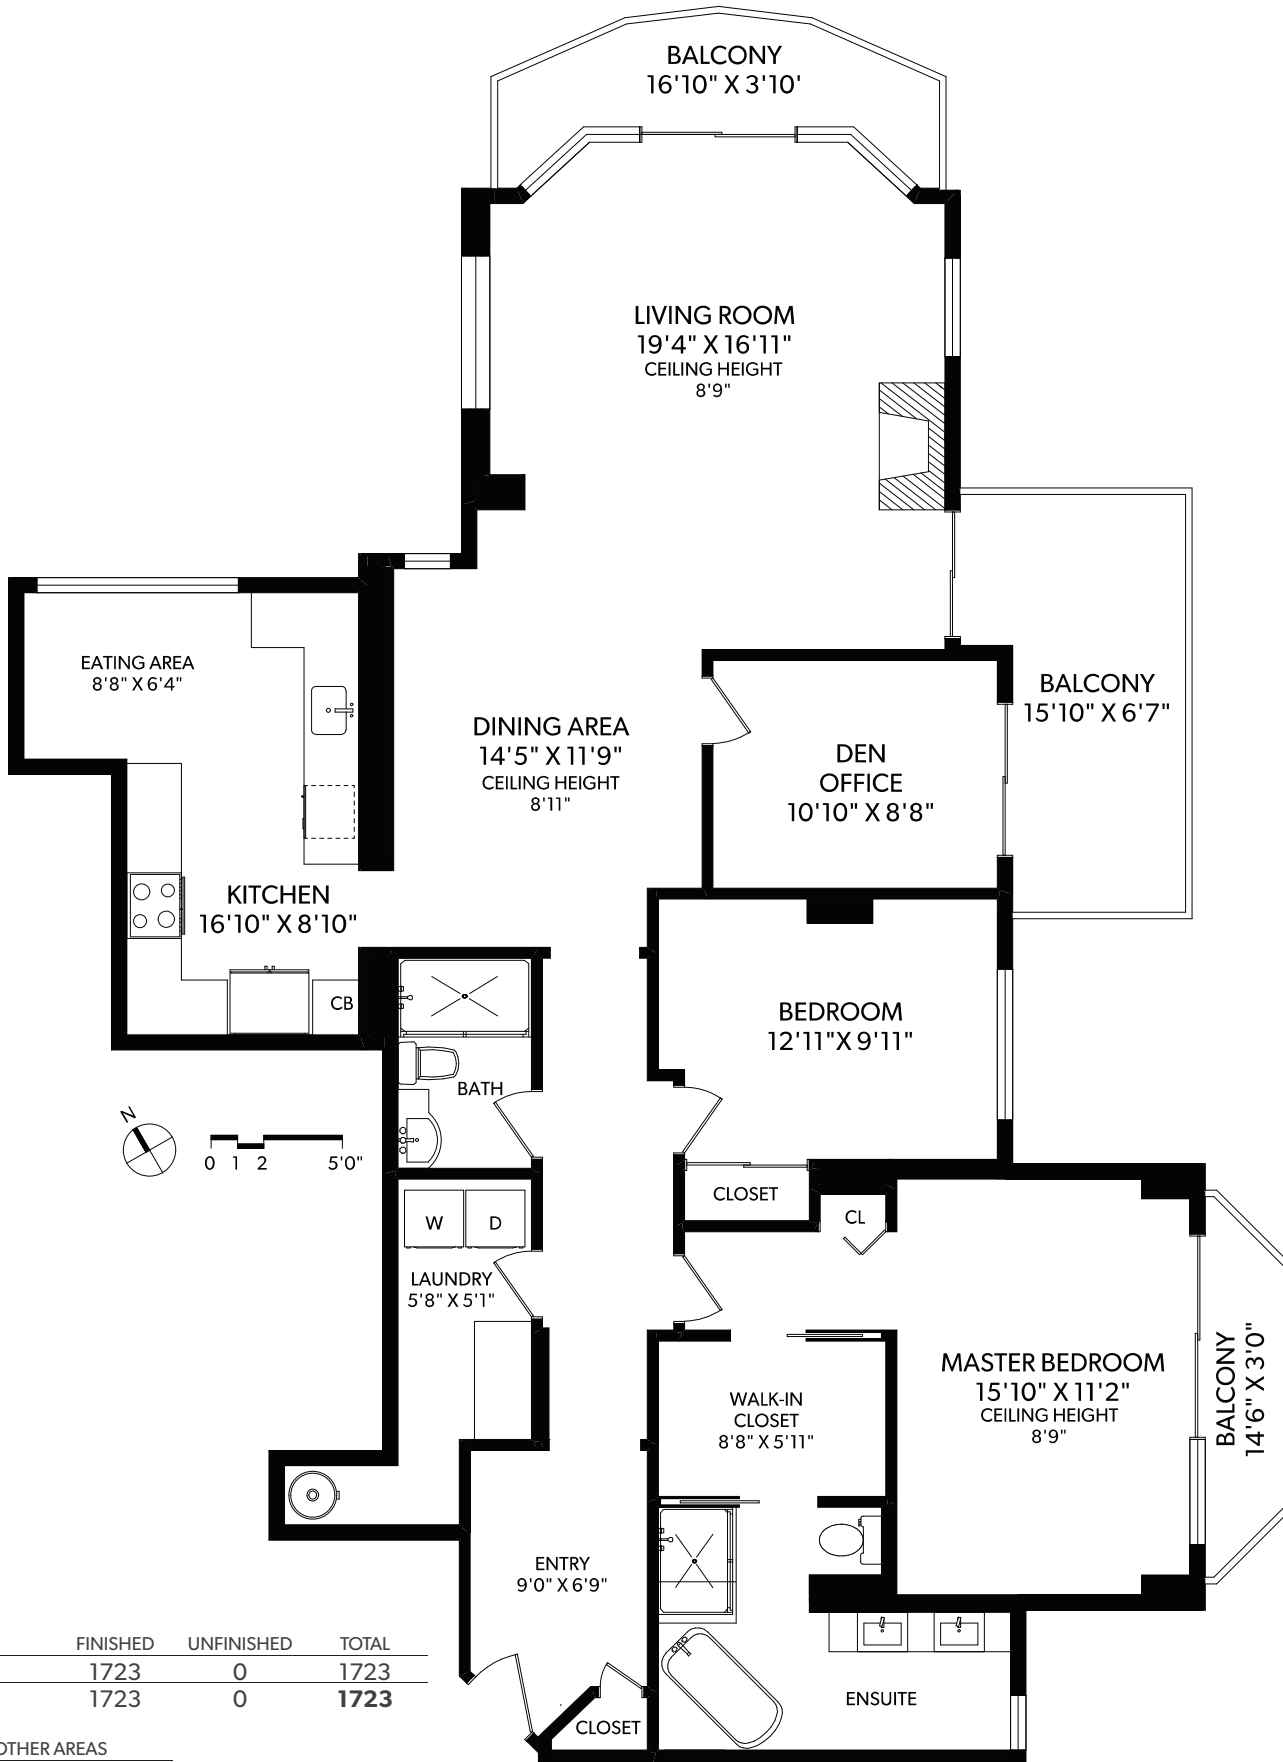 BALCONY
16'10" X 3'10'
LIVING ROOM
19'4" X 16'11"
CEILING HEIGHT
8'9"
EATING AREA
8'8" X 6'4"
BALCONY
15'10" X 6'7"
DINING AREA
14'5" X 11'9"
CEILING HEIGHT
8'11"
DEN
OFFICE
10'10" X 8'8"
KITCHEN
16'10" X 8'10"
CB
BEDROOM
12'11"X 9'11"
BATH
N
0 1 2 5'0"
CLOSET
CL
W D
LAUNDRY
5'8" X 5'1"
MASTER BEDROOM
15'10" X 11'2"
CEILING HEIGHT
8'9"
BALCONY
14'6" X 3'0"
WALK-IN
CLOSET
8'8" X 5'11"
ENTRY
9'0" X 6'9"
ENSUITE
CLOSET
FINISHED UNFINISHED TOTAL
1723 0 1723
1723 0 1723
OTHER AREAS